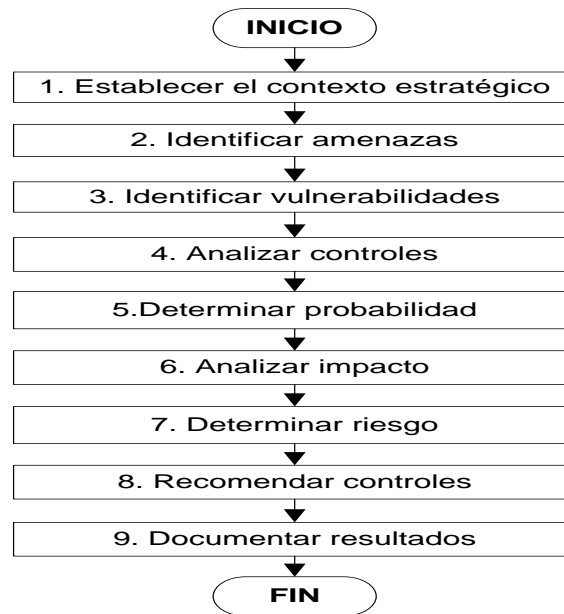 INICIO
1. Establecer el contexto estratégico
2. Identificar amenazas
3. Identificar vulnerabilidades
4. Analizar controles
5.Determinar probabilidad
6. Analizar impacto
7. Determinar riesgo
8. Recomendar controles
9. Documentar resultados
FIN